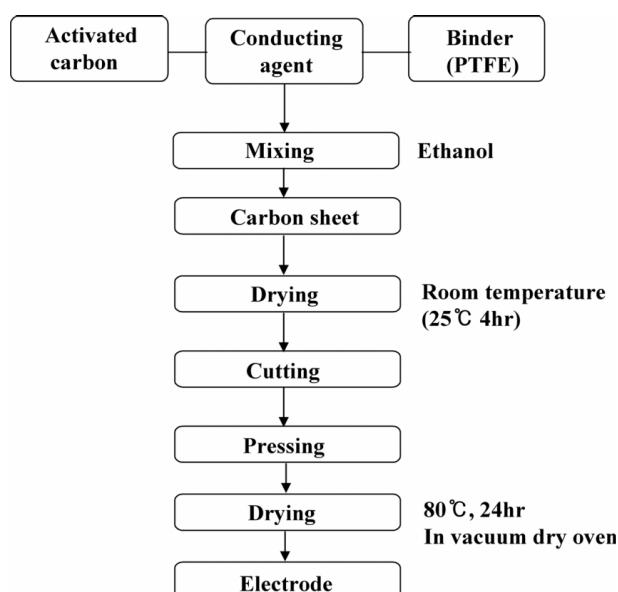 Activated
carbon
Conducting
agent
Binder
(PTFE)
Mixing
Ethanol
Carbon sheet
Drying
Room temperature
(25℃ 4hr)
Cutting
Pressing
Drying
80℃, 24hr
In vacuum dry oven
Electrode